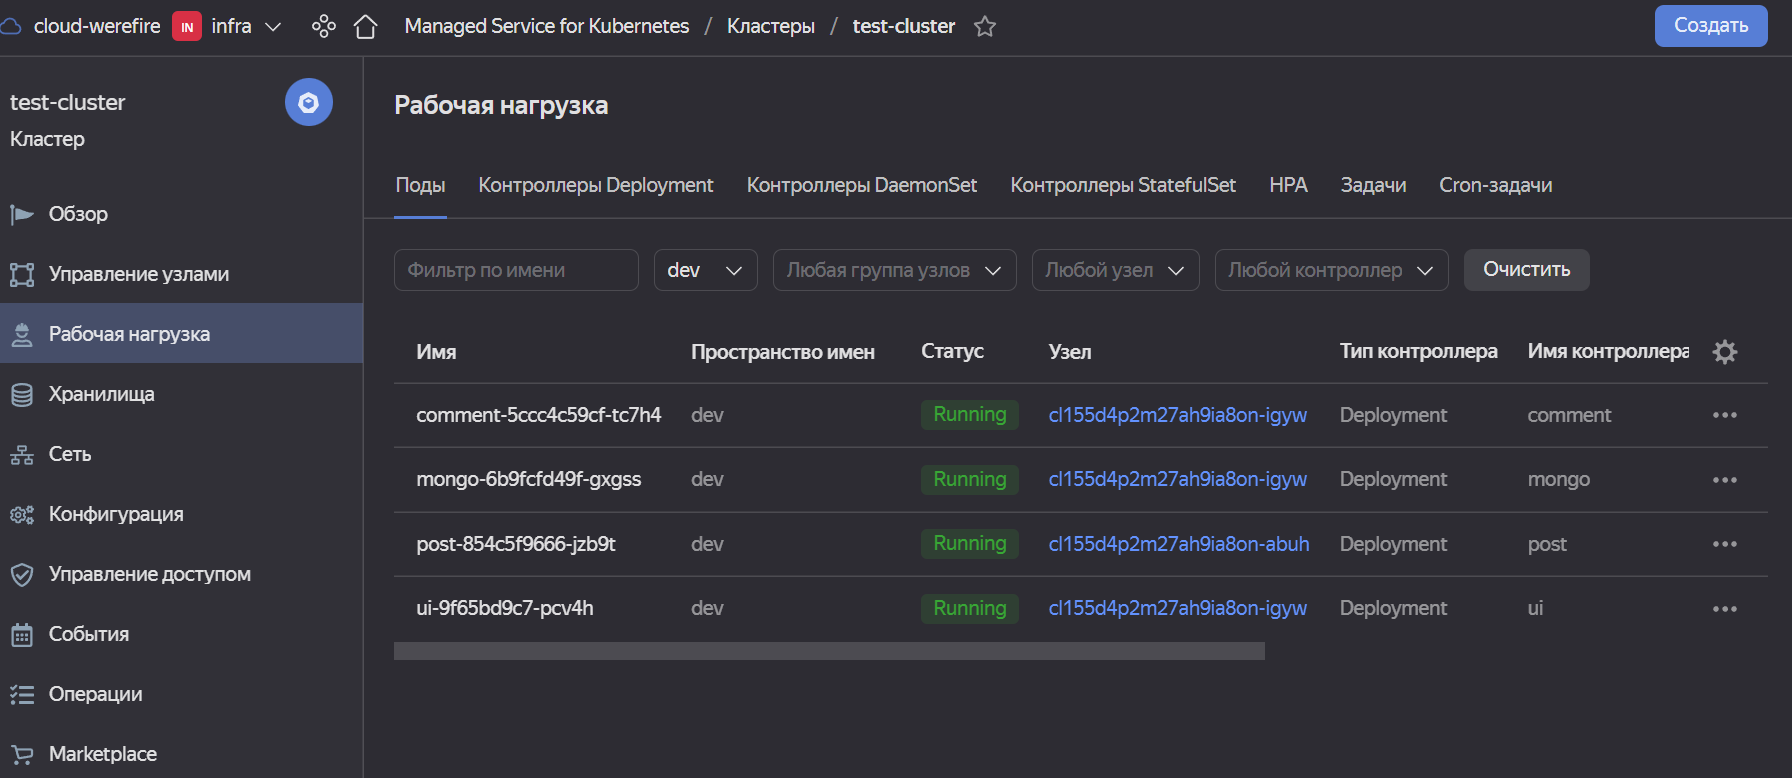 cloud-werefire IN infra Managed Service for Kubernetes / Кластеры / test-cluster Создать
test-cluster
Кластер
Обзор
Управление узлами
Рабочая нагрузка
Хранилища
Сеть
Конфигурация
Управление доступом
События
Операции
Marketplace
Рабочая нагрузка
Поды Контроллеры Deployment Контроллеры DaemonSet Контроллеры StatefulSet HPA Задачи Cron-задачи
Фильтр по имени dev Любая группа узлов Любой узел Любой контроллер Очистить
Имя Пространство имен Статус Узел Тип контроллера Имя контроллера
comment-5ccc4c59cf-tc7h4 dev Running cl155d4p2m27ah9ia8on-igyw Deployment comment
mongo-6b9fcfd49f-gxgss dev Running cl155d4p2m27ah9ia8on-igyw Deployment mongo
post-854c5f9666-jzb9t dev Running cl155d4p2m27ah9ia8on-abuh Deployment post
ui-9f65bd9c7-pcv4h dev Running cl155d4p2m27ah9ia8on-igyw Deployment ui